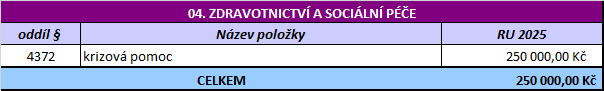 04. ZDRAVOTNICTVÍ A SOCIÁLNÍ PÉČE
oddíl § Název položky RU 2025
4372 krizová pomoc 250 000,00 Kč
CELKEM 250 000,00 Kč